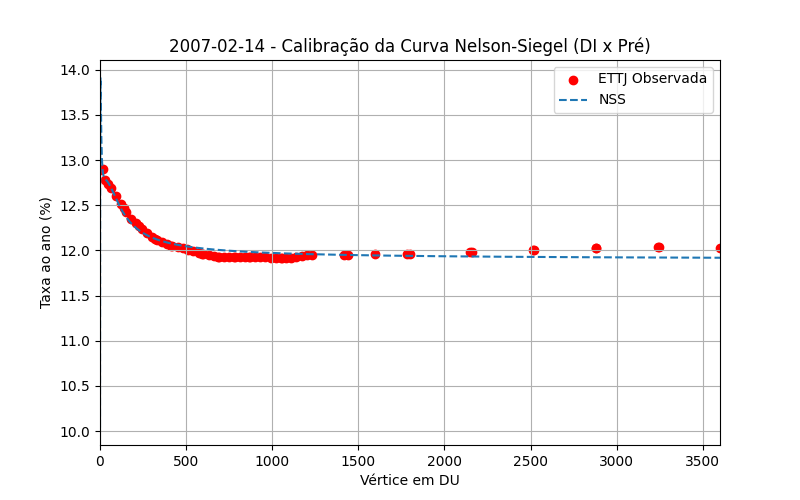 2007-02-14 - Calibração da Curva Nelson-Siegel (DI x Pré)
ETTJ Observada
NSS
Taxa ao ano (%)
14.0
13.5
13.0
12.5
12.0
11.5
11.0
10.5
10.0
0 500 1000 1500 2000 2500 3000 3500
Vértice em DU